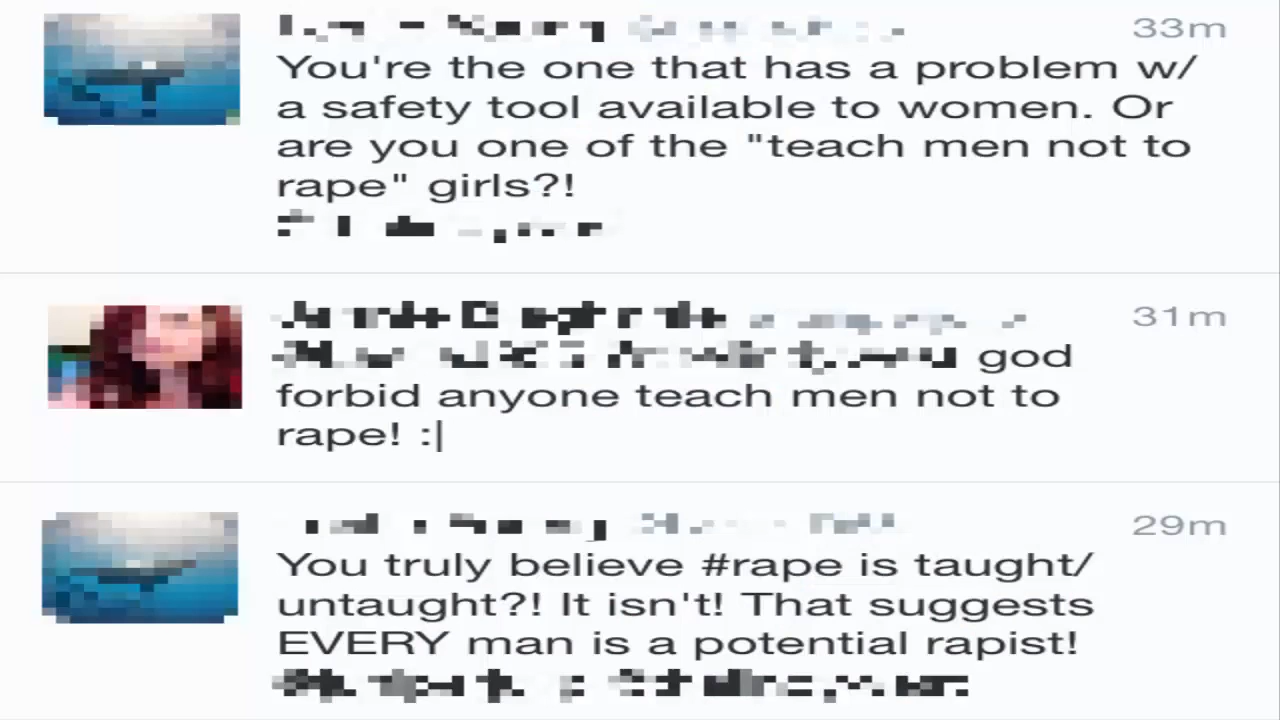 33m
You're the one that has a problem w/
a safety tool available to women. Or
are you one of the "teach men not to
rape" girls?!
31m
god
forbid anyone teach men not to
rape! :|
29m
You truly believe #rape is taught/
untaught?! It isn't! That suggests
EVERY man is a potential rapist!